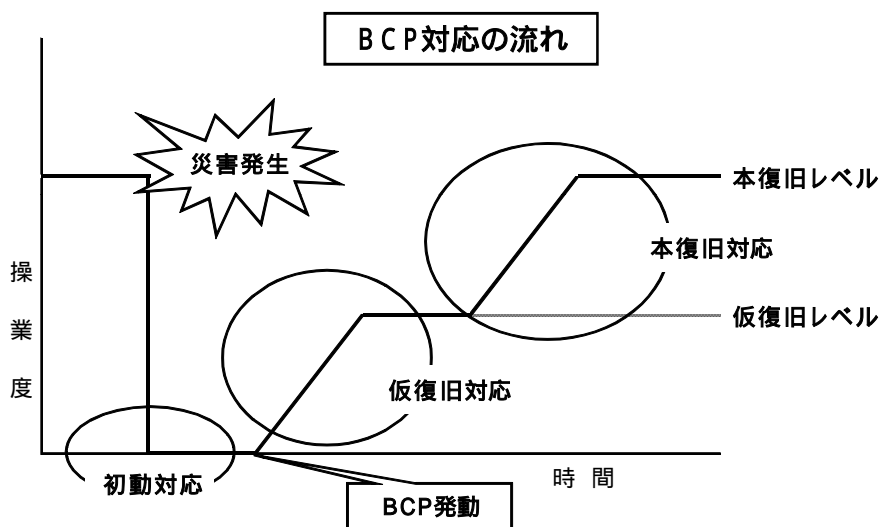 BCP対応の流れ
災害発生
本復旧レベル
本復旧対応
操業度
仮復旧レベル
仮復旧対応
初動対応
時間
BCP発動